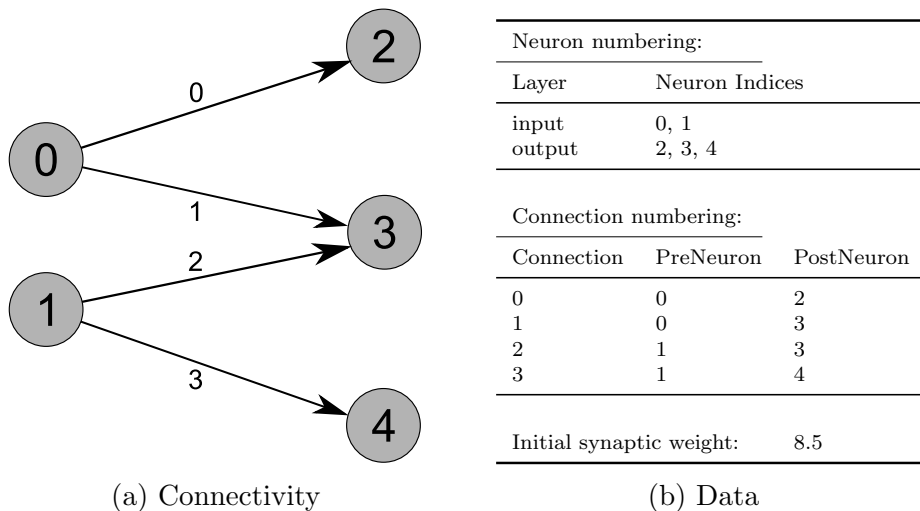 2
0
0
1
3
2
1
3
4
(a) Connectivity
Neuron numbering:
Layer Neuron Indices
input 0, 1
output 2, 3, 4
Connection numbering:
Connection PreNeuron PostNeuron
0 0 2
1 0 3
2 1 3
3 1 4
Initial synaptic weight: 8.5
(b) Data